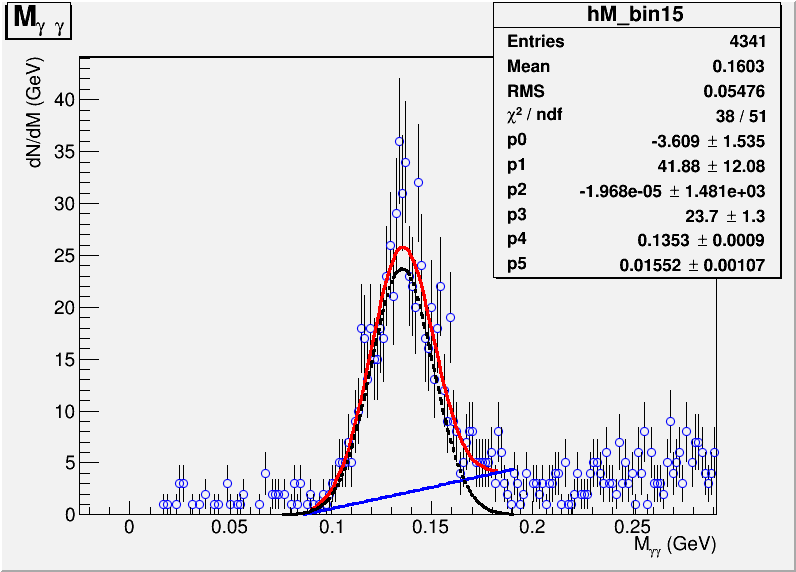 M γ γ
hM_bin15
Entries 4341
Mean 0.1603
RMS 0.05476
χ² / ndf 38 / 51
p0 -3.609 ± 1.535
p1 41.88 ± 12.08
p2 -1.968e-05 ± 1.481e+03
p3 23.7 ± 1.3
p4 0.1353 ± 0.0009
p5 0.01552 ± 0.00107
dN/dM (GeV)
40
35
30
25
20
15
10
5
0
0 0.05 0.1 0.15 0.2 0.25
Mγγ (GeV)